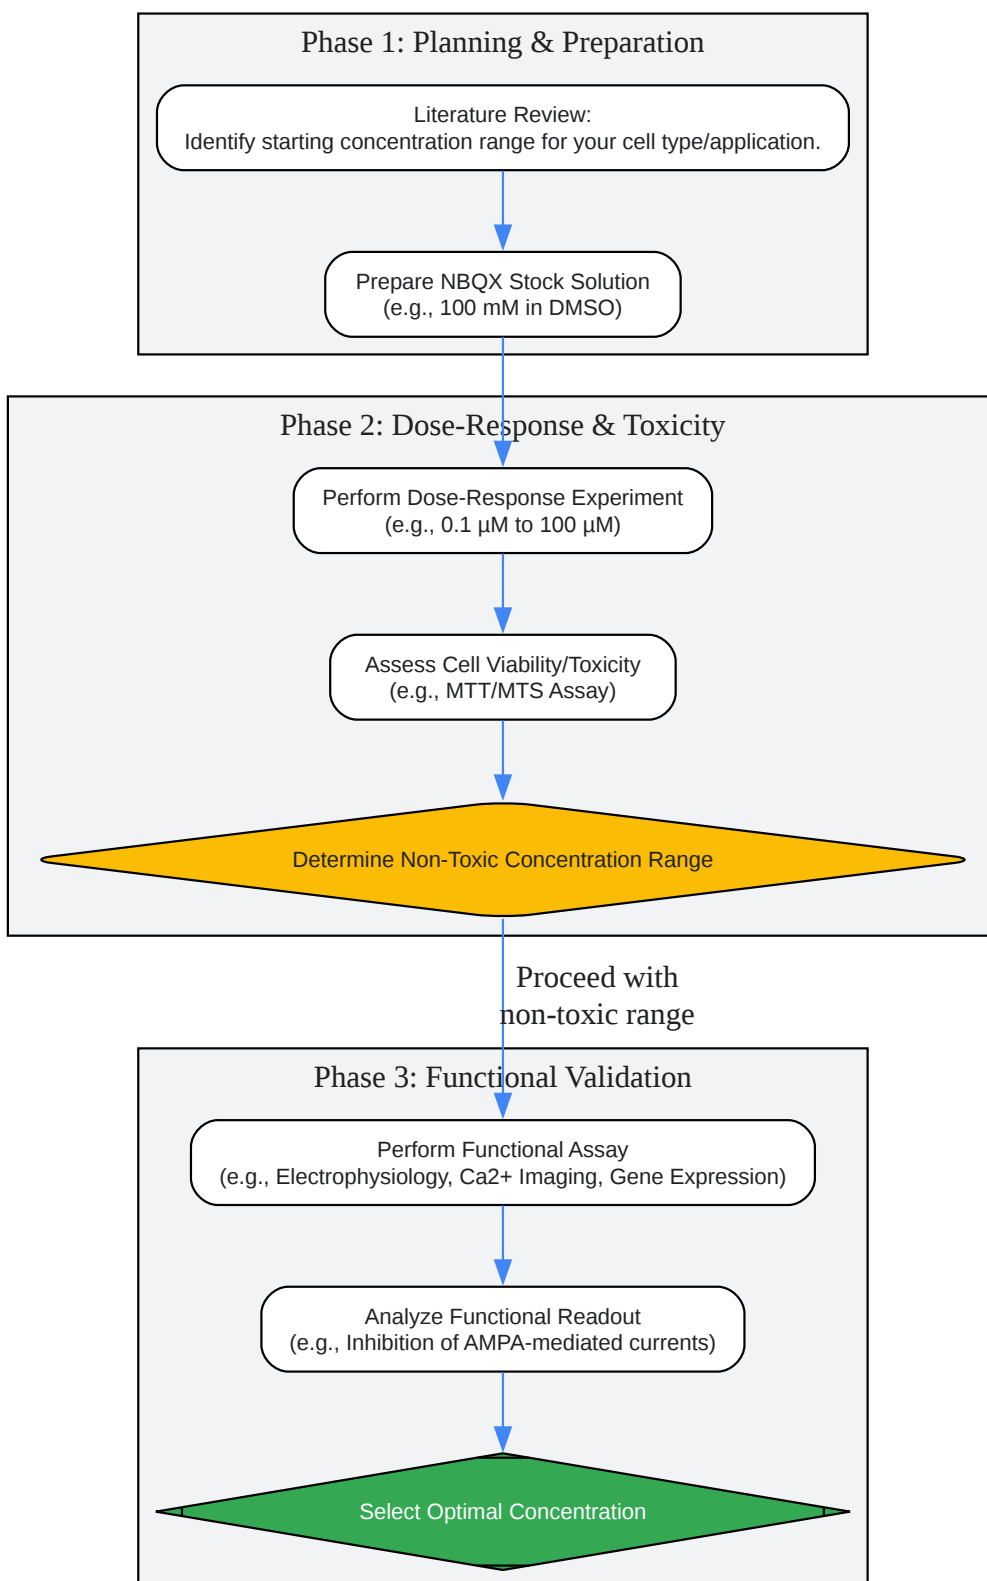 Phase 1: Planning & Preparation
Literature Review:
Identify starting concentration range for your cell type/application.
Prepare NBQX Stock Solution
(e.g., 100 mM in DMSO)
Phase 2: Dose-Response & Toxicity
Perform Dose-Response Experiment
(e.g., 0.1 µM to 100 µM)
Assess Cell Viability/Toxicity
(e.g., MTT/MTS Assay)
Determine Non-Toxic Concentration Range
Proceed with
non-toxic range
Phase 3: Functional Validation
Perform Functional Assay
(e.g., Electrophysiology, Ca2+ Imaging, Gene Expression)
Analyze Functional Readout
(e.g., Inhibition of AMPA-mediated currents)
Select Optimal Concentration